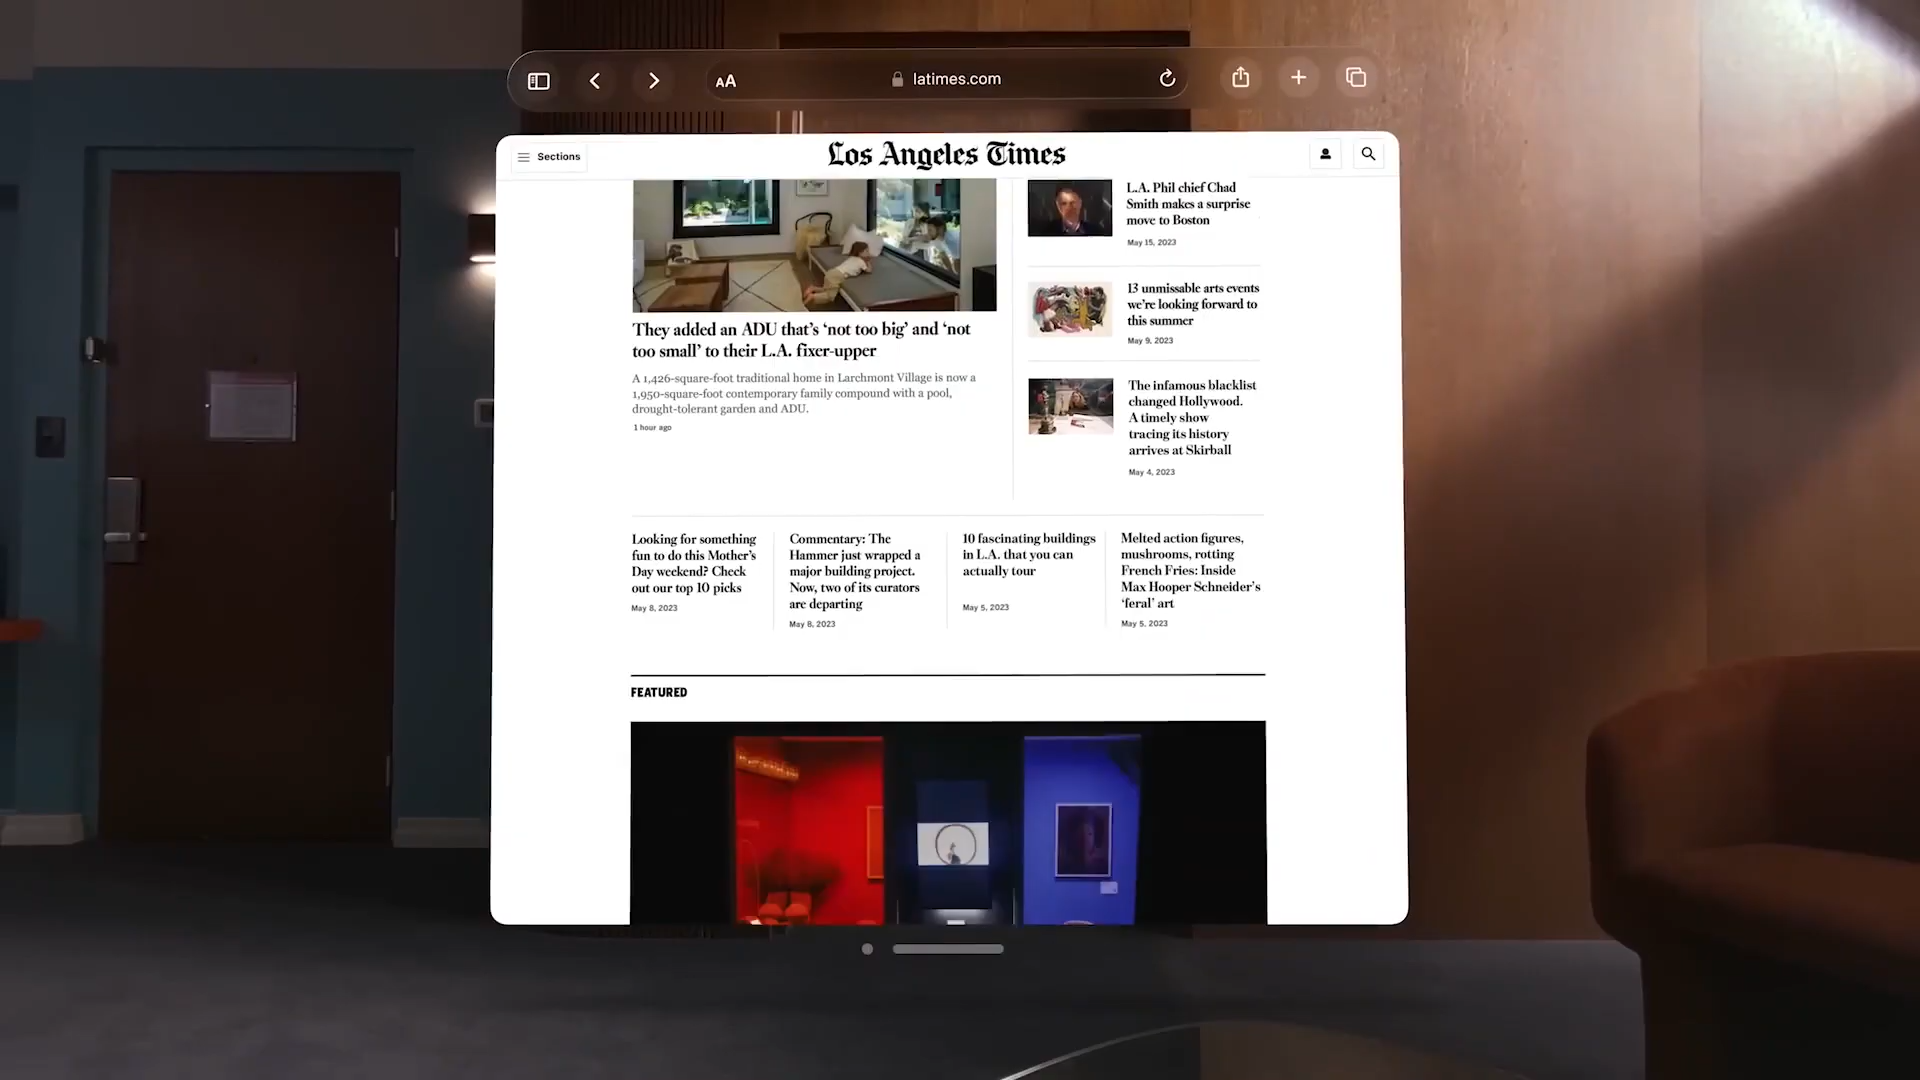 AA
latimes.com
Sections
Los Angeles Times
They added an ADU that’s ‘not too big’ and ‘not
too small’ to their L.A. fixer-upper
A 1,426-square-foot traditional home in Larchmont Village is now a
1,950-square-foot contemporary family compound with a pool,
drought-tolerant garden and ADU.
1 hour ago
L.A. Phil chief Chad
Smith makes a surprise
move to Boston
May 15, 2023
13 unmissable arts events
we’re looking forward to
this summer
May 9, 2023
The infamous blacklist
changed Hollywood.
A timely show
tracing its history
arrives at Skirball
May 4, 2023
Looking for something
fun to do this Mother’s
Day weekend? Check
out our top 10 picks
May 8, 2023
Commentary: The
Hammer just wrapped a
major building project.
Now, two of its curators
are departing
May 8, 2023
10 fascinating buildings
in L.A. that you can
actually tour
May 5, 2023
Melted action figures,
mushrooms, rotting
French Fries: Inside
Max Hooper Schneider’s
‘feral’ art
May 5, 2023
FEATURED